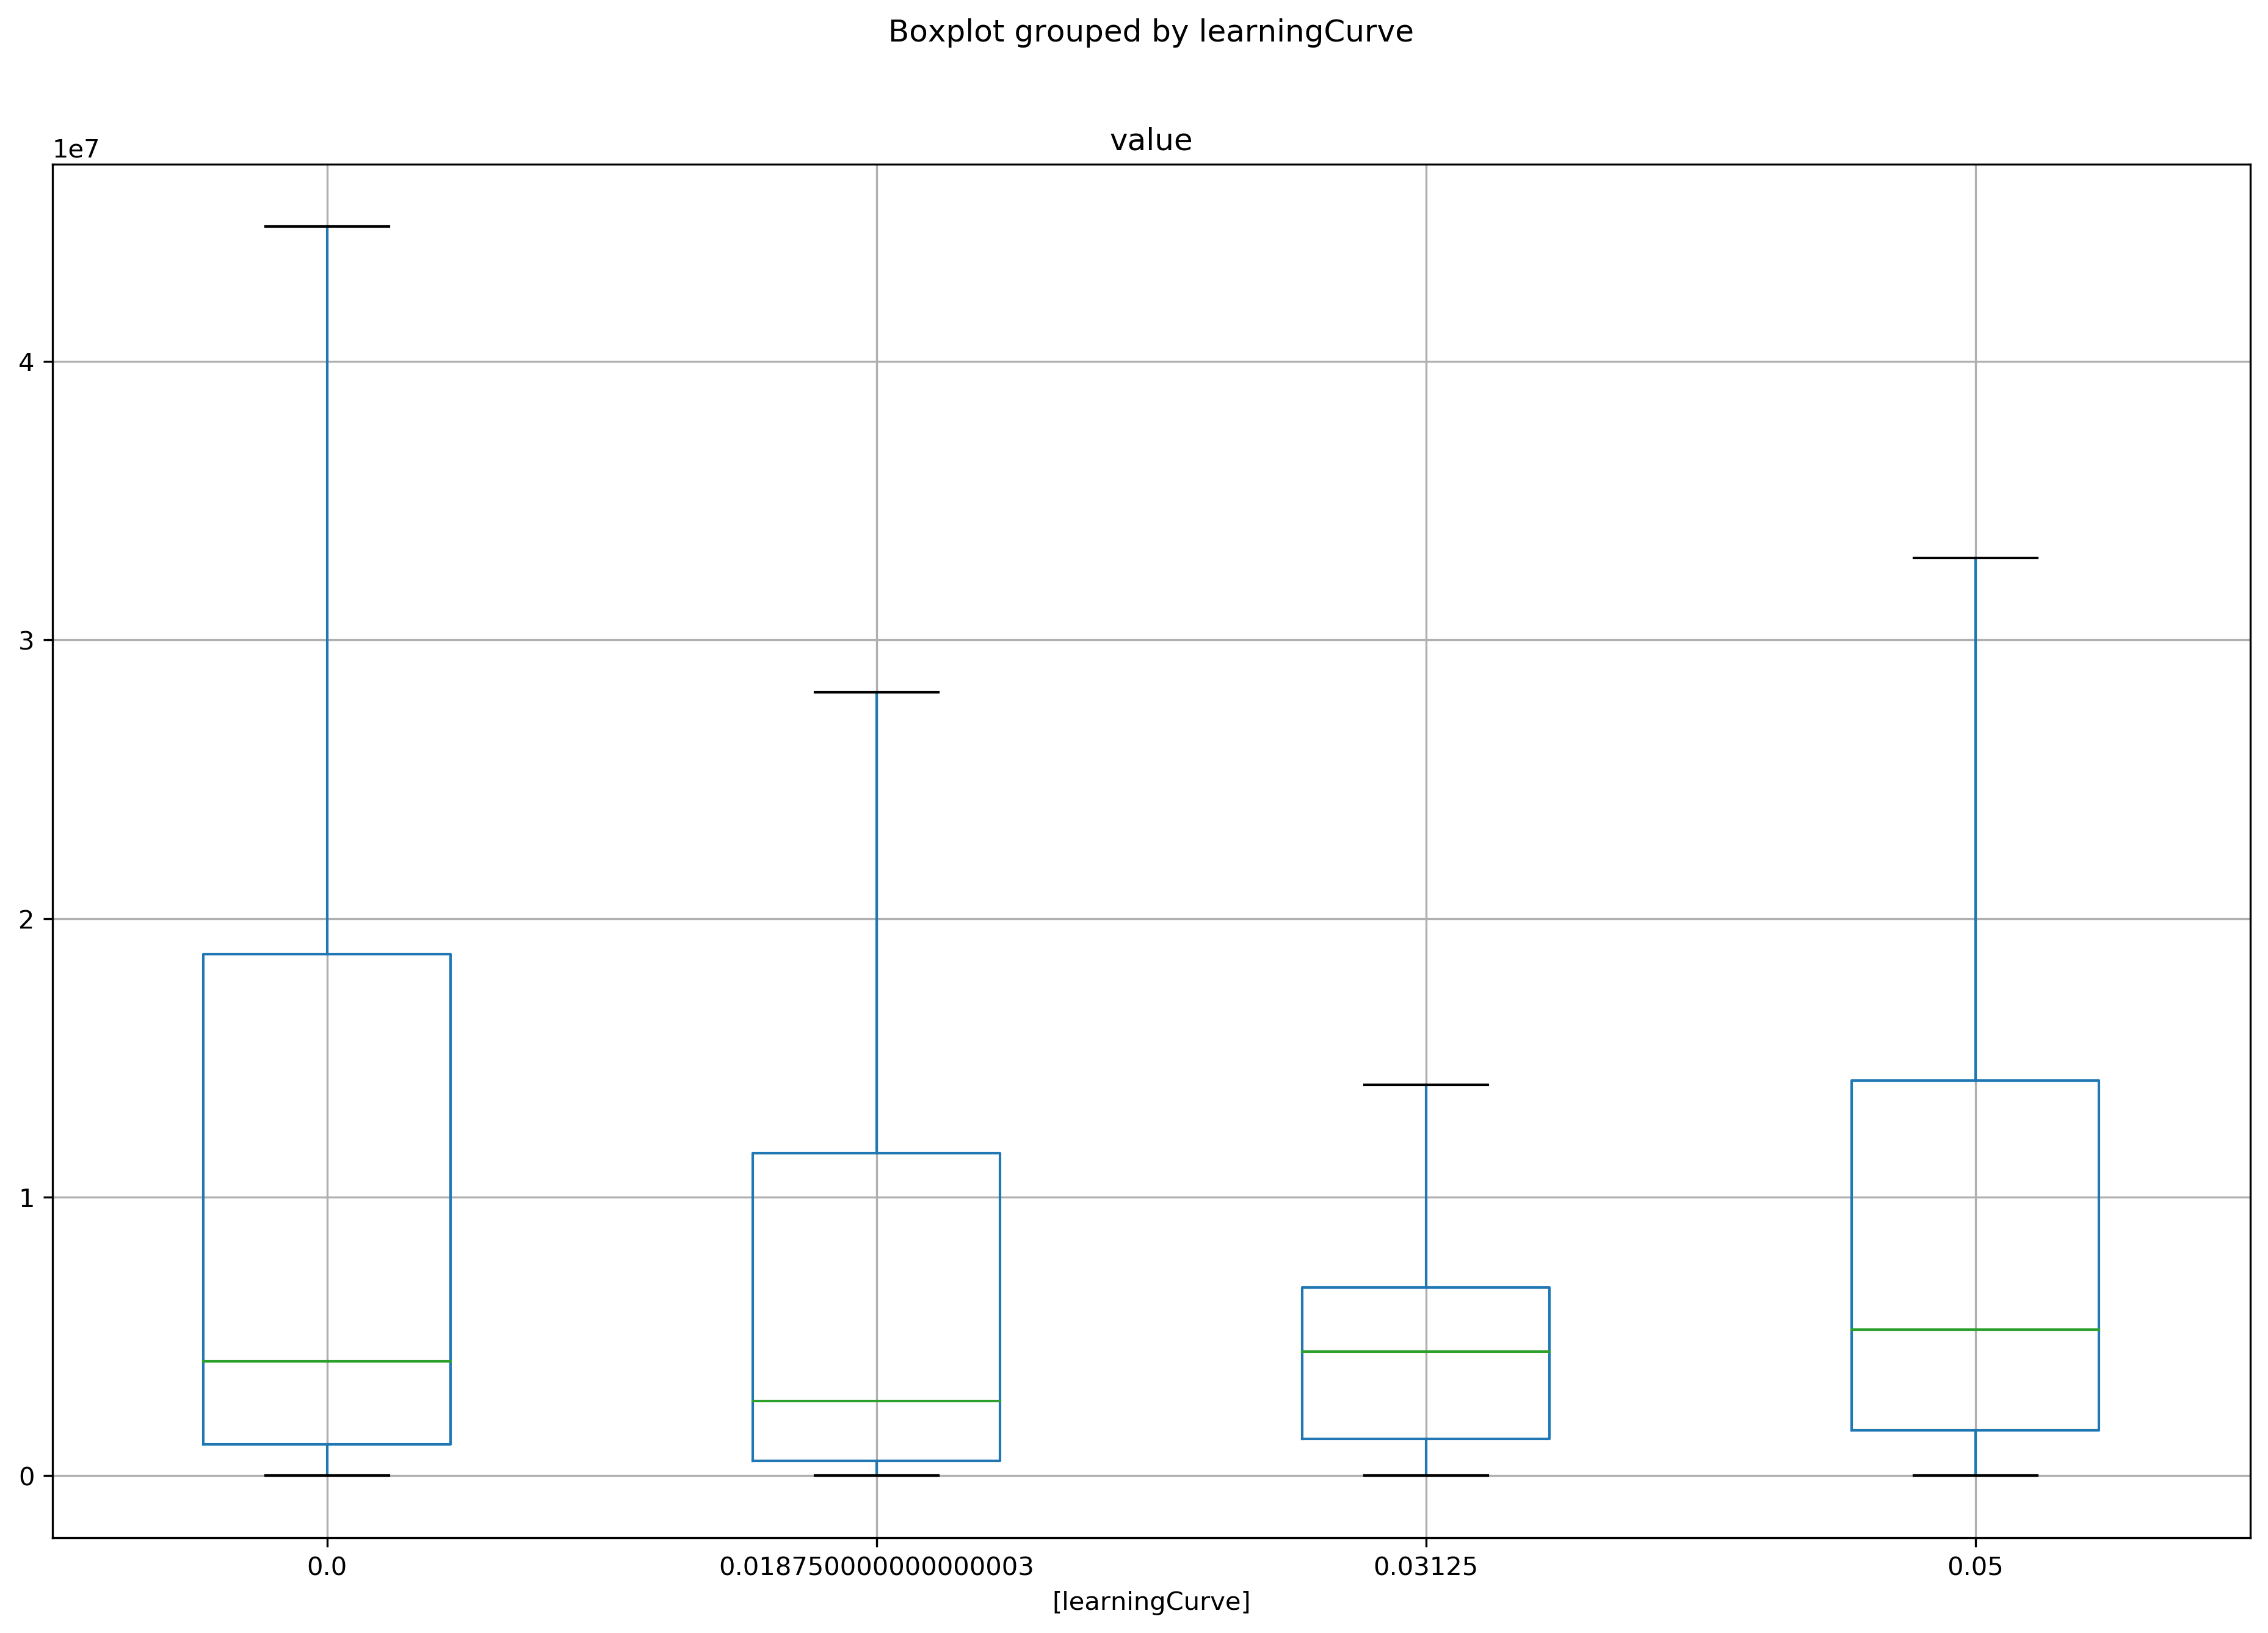 Boxplot grouped by learningCurve
value
1e7
4
3
2
1
0
0.0 0.018750000000000003 0.03125 0.05
[learningCurve]